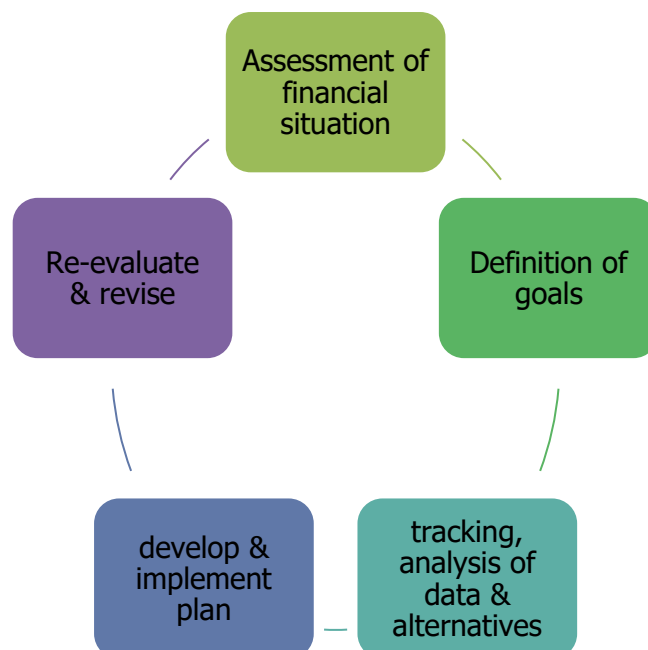 Assessment of
financial
situation
Definition of
goals
tracking,
analysis of
data &
alternatives
develop &
implement
plan
Re-evaluate
& revise